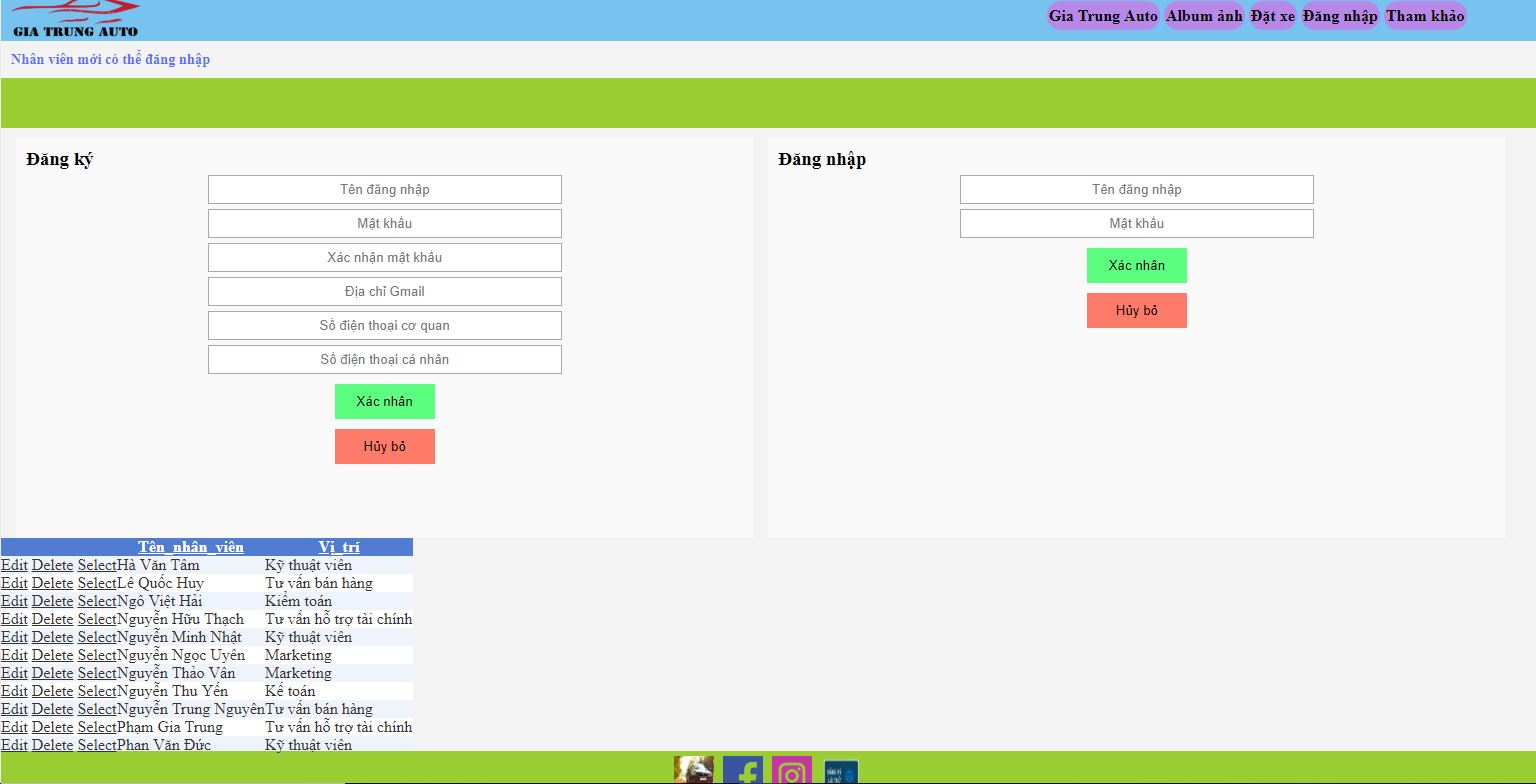 GIA TRUNG AUTO
Gia Trung Auto Album ảnh Đặt xe Đăng nhập Tham khảo
Nhân viên mới có thể đăng nhập
Đăng ký
Tên đăng nhập
Mật khẩu
Xác nhận mật khẩu
Địa chỉ Gmail
Số điện thoại cơ quan
Số điện thoại cá nhân
Xác nhân
Hủy bỏ
Đăng nhập
Tên đăng nhập
Mật khẩu
Xác nhân
Hủy bỏ
Tên_nhân_viên Vị_trí
Edit Delete Select Hà Văn Tâm Kỹ thuật viên
Edit Delete Select Lê Quốc Huy Tư vấn bán hàng
Edit Delete Select Ngô Việt Hải Kiểm toán
Edit Delete Select Nguyễn Hữu Thạch Tư vấn hỗ trợ tài chính
Edit Delete Select Nguyễn Minh Nhật Kỹ thuật viên
Edit Delete Select Nguyễn Ngọc Uyên Marketing
Edit Delete Select Nguyễn Thảo Vân Marketing
Edit Delete Select Nguyễn Thu Yến Kế toán
Edit Delete Select Nguyễn Trung Nguyên Tư vấn bán hàng
Edit Delete Select Phạm Gia Trung Tư vấn hỗ trợ tài chính
Edit Delete Select Phan Văn Đức Kỹ thuật viên